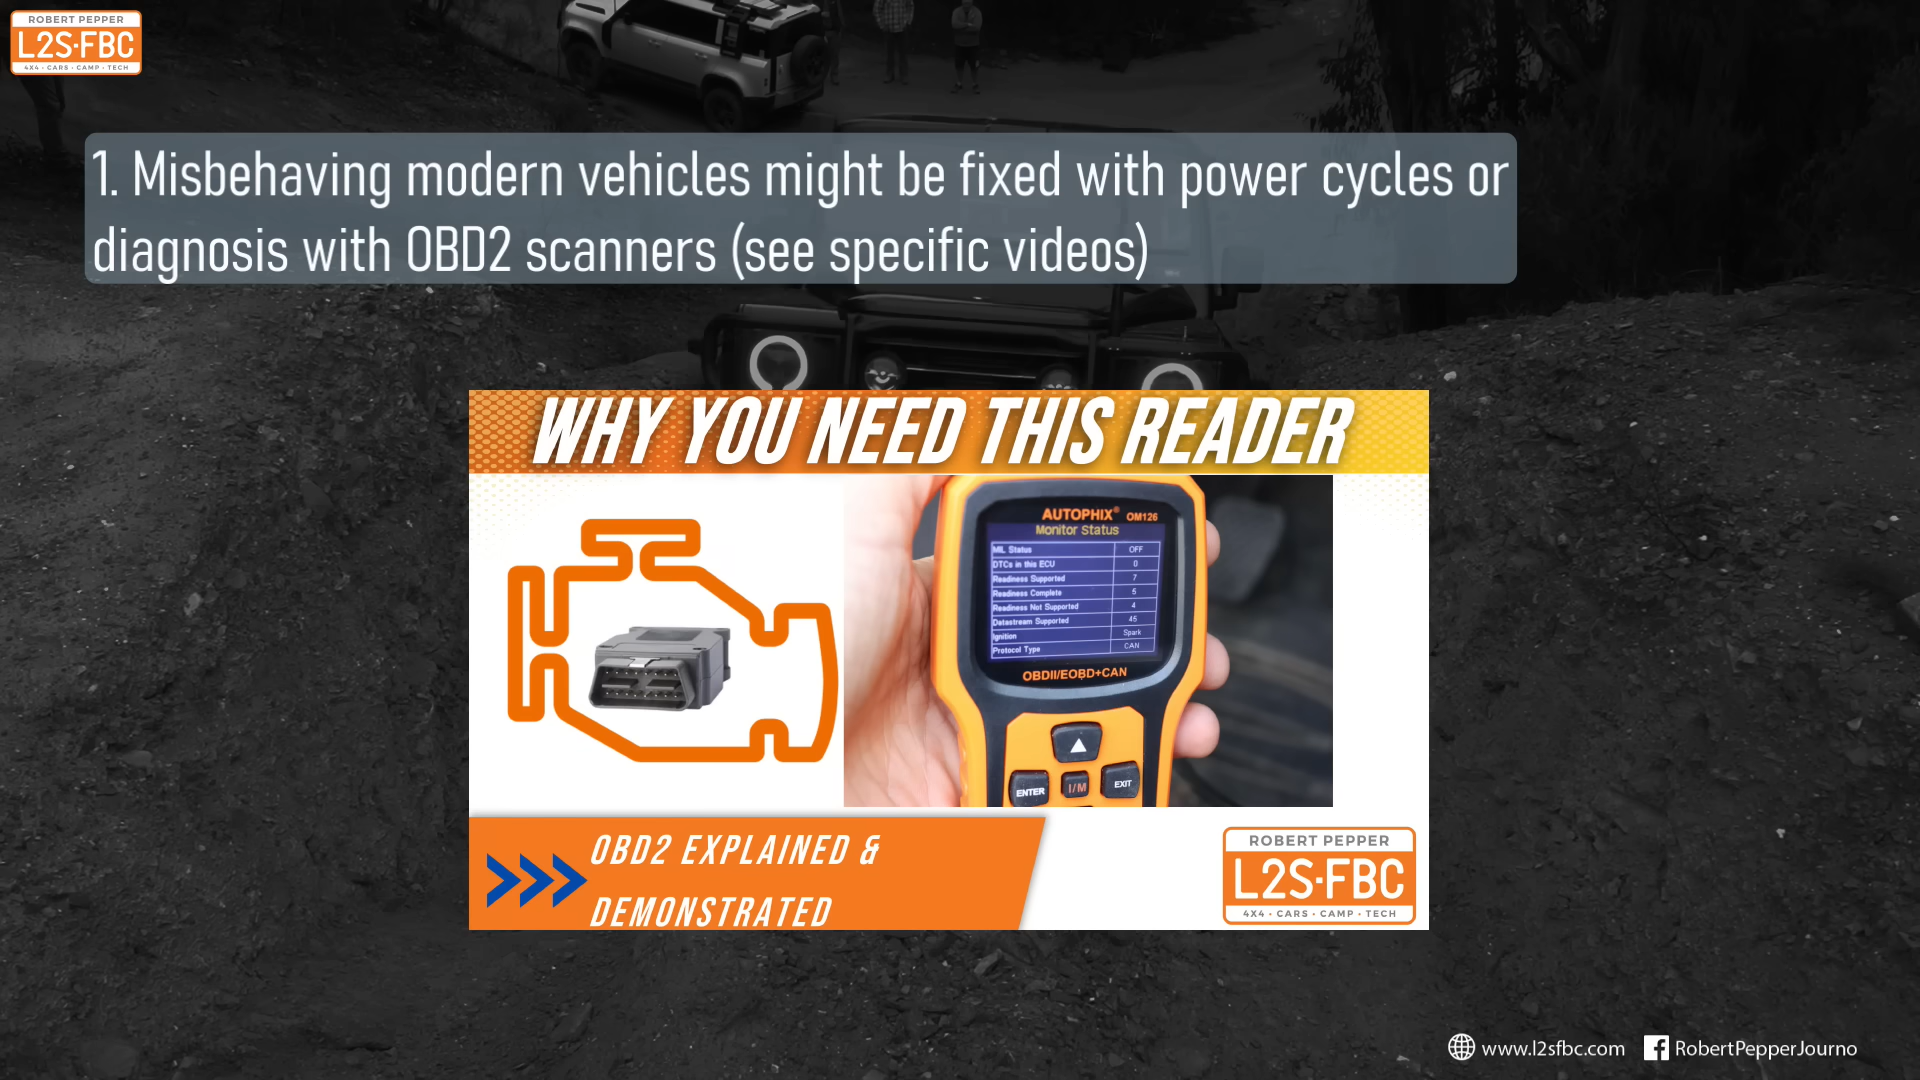 ROBERT PEPPER
L2S·FBC
4X4 · CARS · CAMP · TECH
1. Misbehaving modern vehicles might be fixed with power cycles or
diagnosis with OBD2 scanners (see specific videos)
WHY YOU NEED THIS READER
AUTOPHIX® OM126
Monitor Status
MIL Status OFF
DTCs in this ECU 0
Readiness Supported 7
Readiness Complete 5
Readiness Not Supported 4
Datastream Supported 45
Ignition Spark
Protocol Type CAN
OBDII/EOBD+CAN
ENTER I/M EXIT
OBD2 EXPLAINED &
DEMONSTRATED
ROBERT PEPPER
L2S·FBC
4X4 · CARS · CAMP · TECH
www.l2sfbc.com RobertPepperJourno